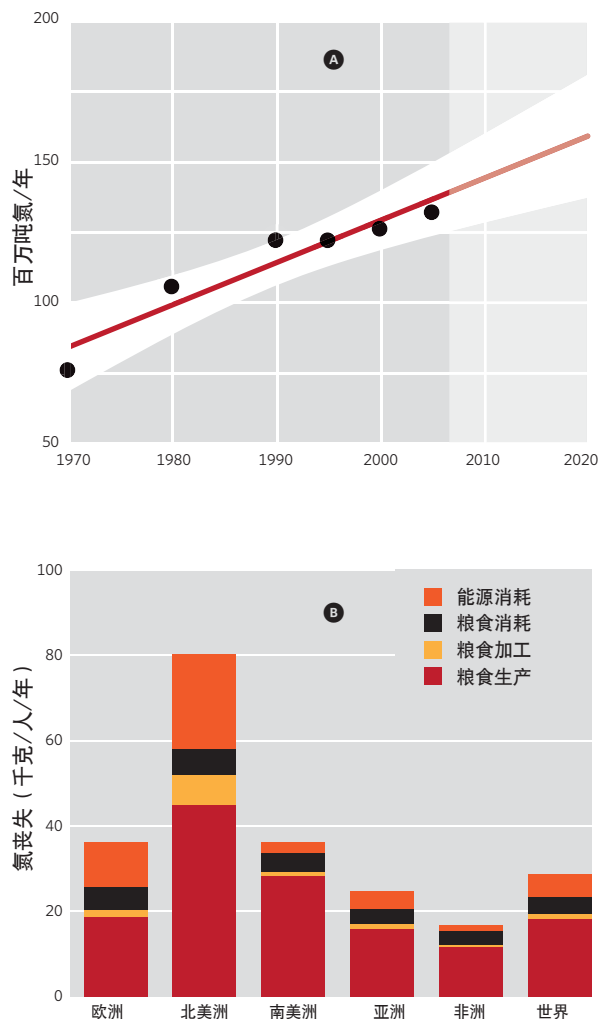 200
A
150
百万吨氮/年
100
50
1970 1980 1990 2000 2010 2020
100
B
能源消耗
粮食消耗
粮食加工
粮食生产
80
60
氮丧失（千克/人/年）
40
20
0
欧洲 北美洲 南美洲 亚洲 非洲 世界